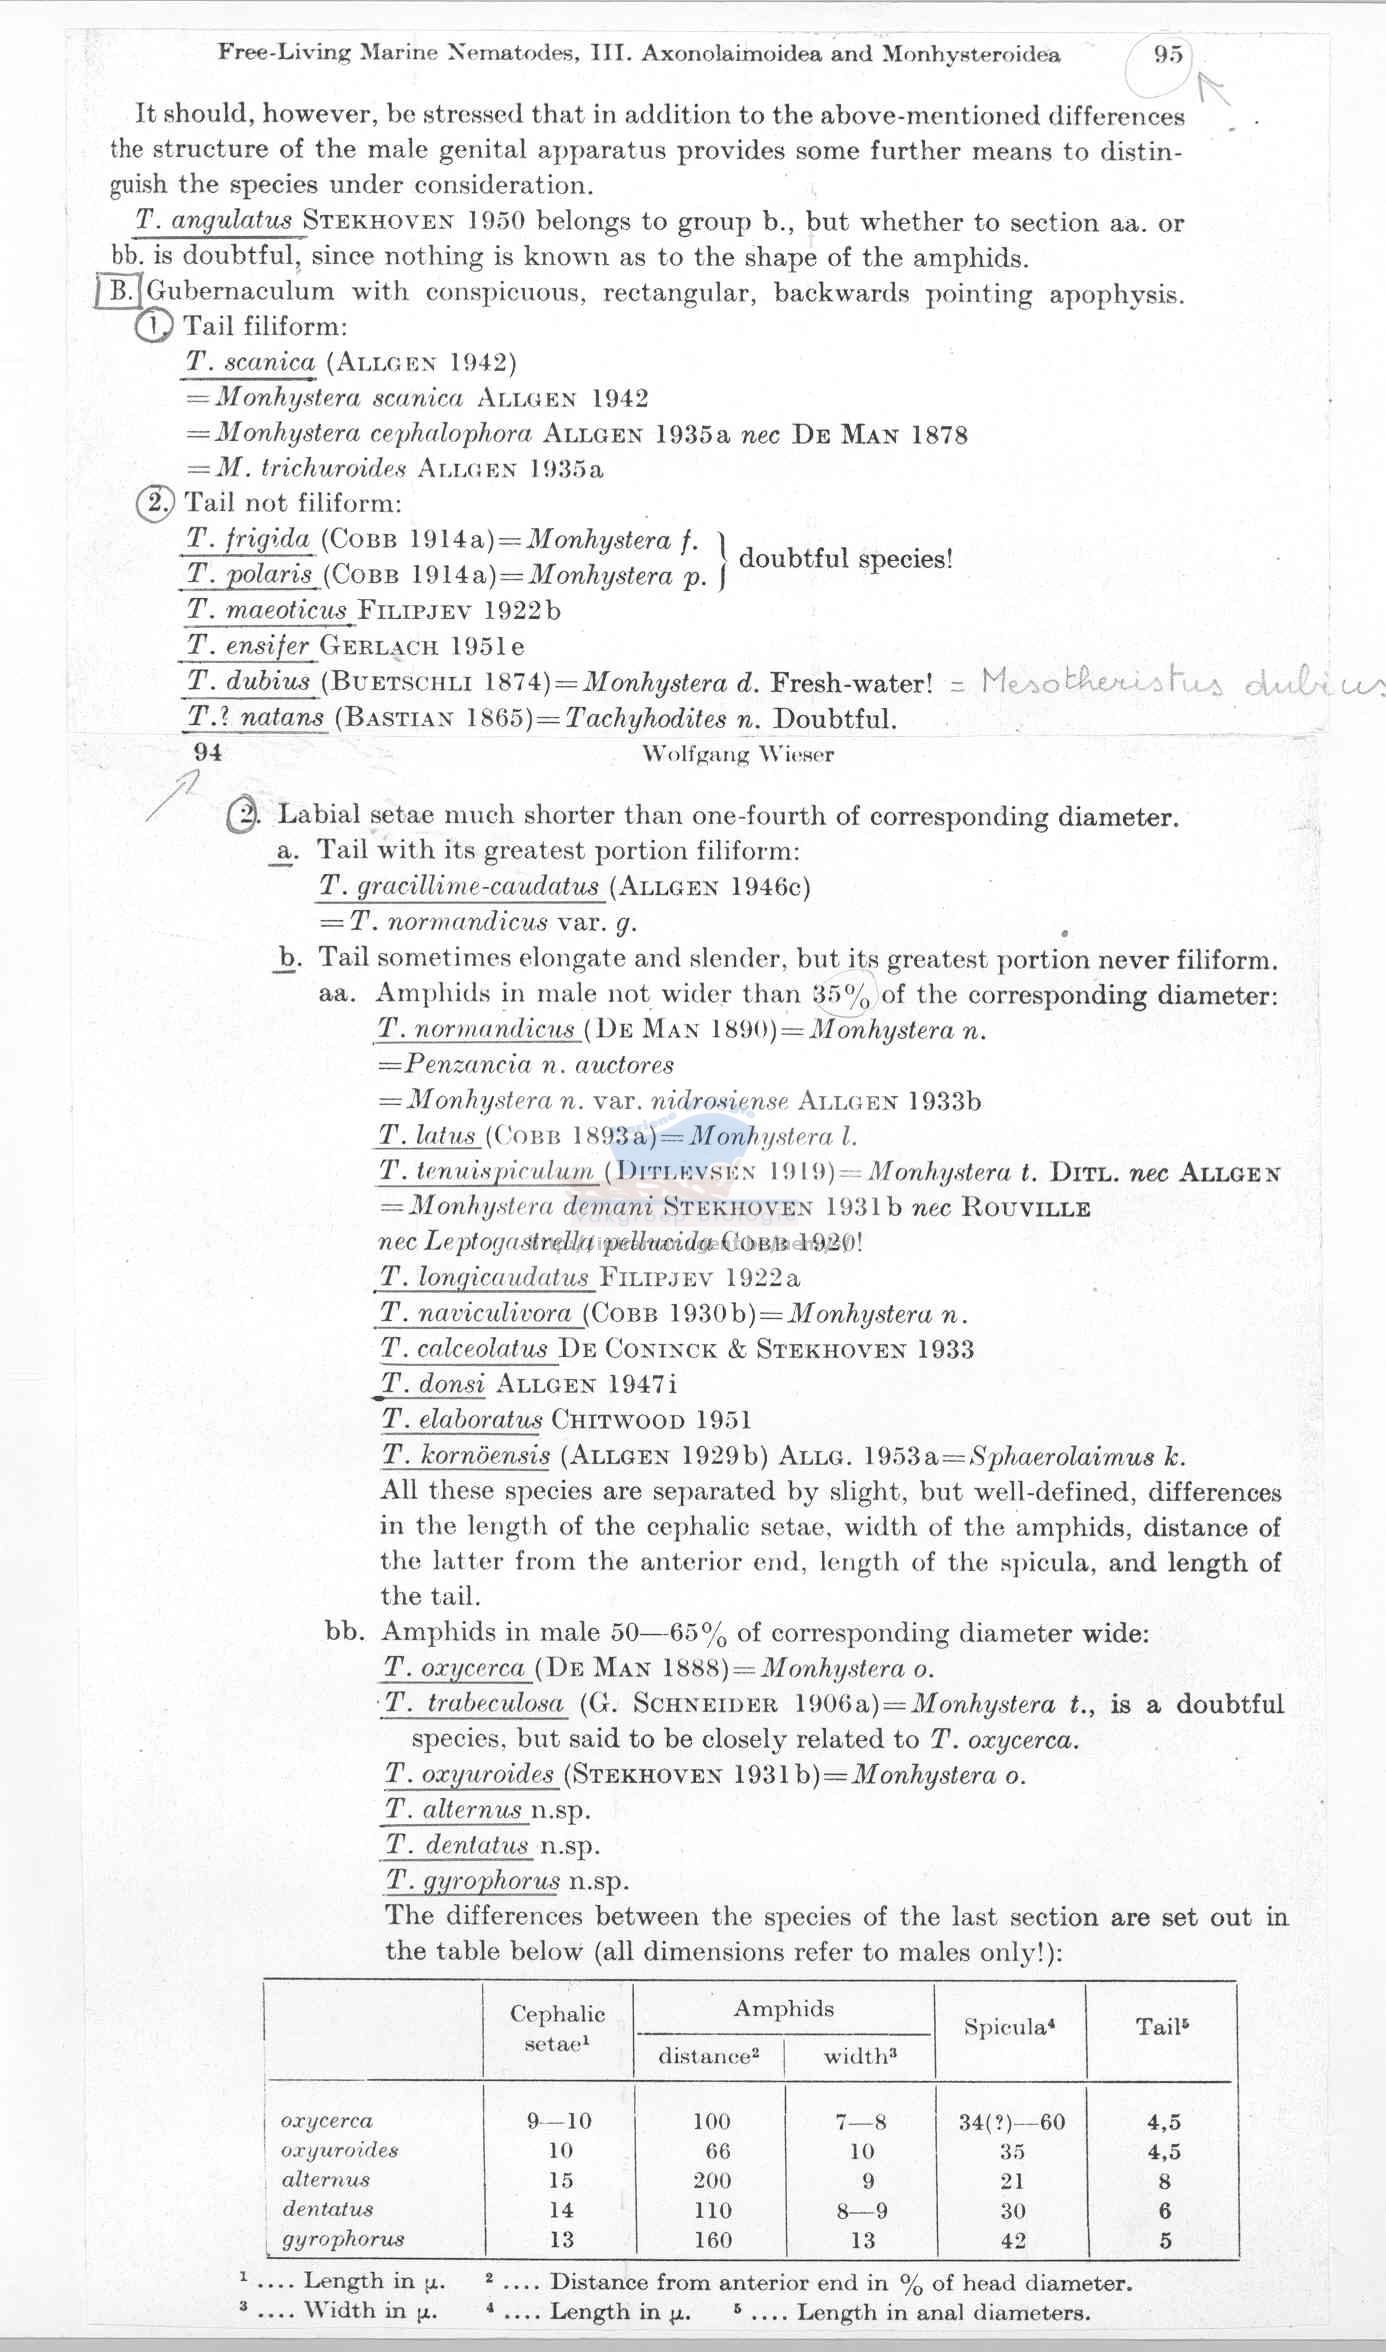 Free-Living Marine Nematodes, III. Axonolaimoidea and Monhysteroidea 95
It should, however, be stressed that in addition to the above-mentioned differences
the structure of the male genital apparatus provides some further means to distin-
guish the species under consideration.
T. angulatus STEKHOVEN 1950 belongs to group b., but whether to section aa. or
bb. is doubtful, since nothing is known as to the shape of the amphids.
B. Gubernaculum with conspicuous, rectangular, backwards pointing apophysis.
1. Tail filiform:
T. scanica (ALLGEN 1942)
=Monhystera scanica ALLGEN 1942
=Monhystera cephalophora ALLGEN 1935a nec DE MAN 1878
=M. trichuroides ALLGEN 1935a
2. Tail not filiform:
T. frigida (COBB 1914a)=Monhystera f.
T. polaris (COBB 1914a)=Monhystera p.
doubtful species!
T. maeoticus FILIPJEV 1922b
T. ensifer GERLACH 1951e
T. dubius (BUETSCHLI 1874)=Monhystera d. Fresh-water! = Mesotheristus dubius
T.? natans (BASTIAN 1865)=Tachyhodites n. Doubtful.
94 Wolfgang Wieser
2. Labial setae much shorter than one-fourth of corresponding diameter.
a. Tail with its greatest portion filiform:
T. gracillime-caudatus (ALLGEN 1946c)
=T. normandicus var. g.
b. Tail sometimes elongate and slender, but its greatest portion never filiform.
aa. Amphids in male not wider than 35% of the corresponding diameter:
T. normandicus (DE MAN 1890)=Monhystera n.
=Penzancia n. auctores
=Monhystera n. var. nidrosiense ALLGEN 1933b
T. latus (COBB 1893a)=Monhystera l.
T. tenuispiculum (DITLEVSEN 1919)=Monhystera t. DITL. nec ALLGEN
=Monhystera demani STEKHOVEN 1931b nec ROUVILLE
nec Leptogastrella pellucida COBB 1920!
T. longicaudatus FILIPJEV 1922a
T. naviculivora (COBB 1930b)=Monhystera n.
T. calceolatus DE CONINCK & STEKHOVEN 1933
T. donsi ALLGEN 1947i
T. elaboratus CHITWOOD 1951
T. kornöensis (ALLGEN 1929b) ALLG. 1953a=Sphaerolaimus k.
All these species are separated by slight, but well-defined, differences
in the length of the cephalic setae, width of the amphids, distance of
the latter from the anterior end, length of the spicula, and length of
the tail.
bb. Amphids in male 50—65% of corresponding diameter wide:
T. oxycerca (DE MAN 1888)=Monhystera o.
T. trabeculosa (G. SCHNEIDER 1906a)=Monhystera t., is a doubtful
species, but said to be closely related to T. oxycerca.
T. oxyuroides (STEKHOVEN 1931b)=Monhystera o.
T. alternus n.sp.
T. dentatus n.sp.
T. gyrophorus n.sp.
The differences between the species of the last section are set out in
the table below (all dimensions refer to males only!):
Cephalic setae¹ Amphids Spicula⁴ Tail⁵
distance² width³
oxycerca 9—10 100 7—8 34(?)—60 4,5
oxyuroides 10 66 10 35 4,5
alternus 15 200 9 21 8
dentatus 14 110 8—9 30 6
gyrophorus 13 160 13 42 5
¹ .... Length in µ. ² .... Distance from anterior end in % of head diameter.
³ .... Width in µ. ⁴ .... Length in µ. ⁵ .... Length in anal diameters.